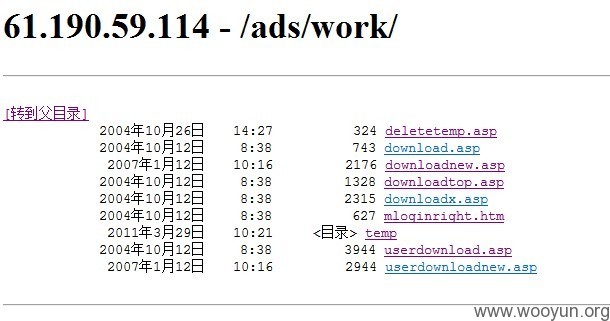 61.190.59.114 - /ads/work/
[转到父目录]
2004年10月26日 14:27 324 deletetemp.asp
2004年10月12日 8:38 743 download.asp
2007年1月12日 10:16 2176 downloadnew.asp
2004年10月12日 8:38 1328 downloadtop.asp
2004年10月12日 8:38 2315 downloadx.asp
2004年10月12日 8:38 627 mloginright.htm
2011年3月29日 10:21 <目录> temp
2004年10月12日 8:38 3944 userdownload.asp
2007年1月12日 10:16 2944 userdownloadnew.asp
www.wooyun.org